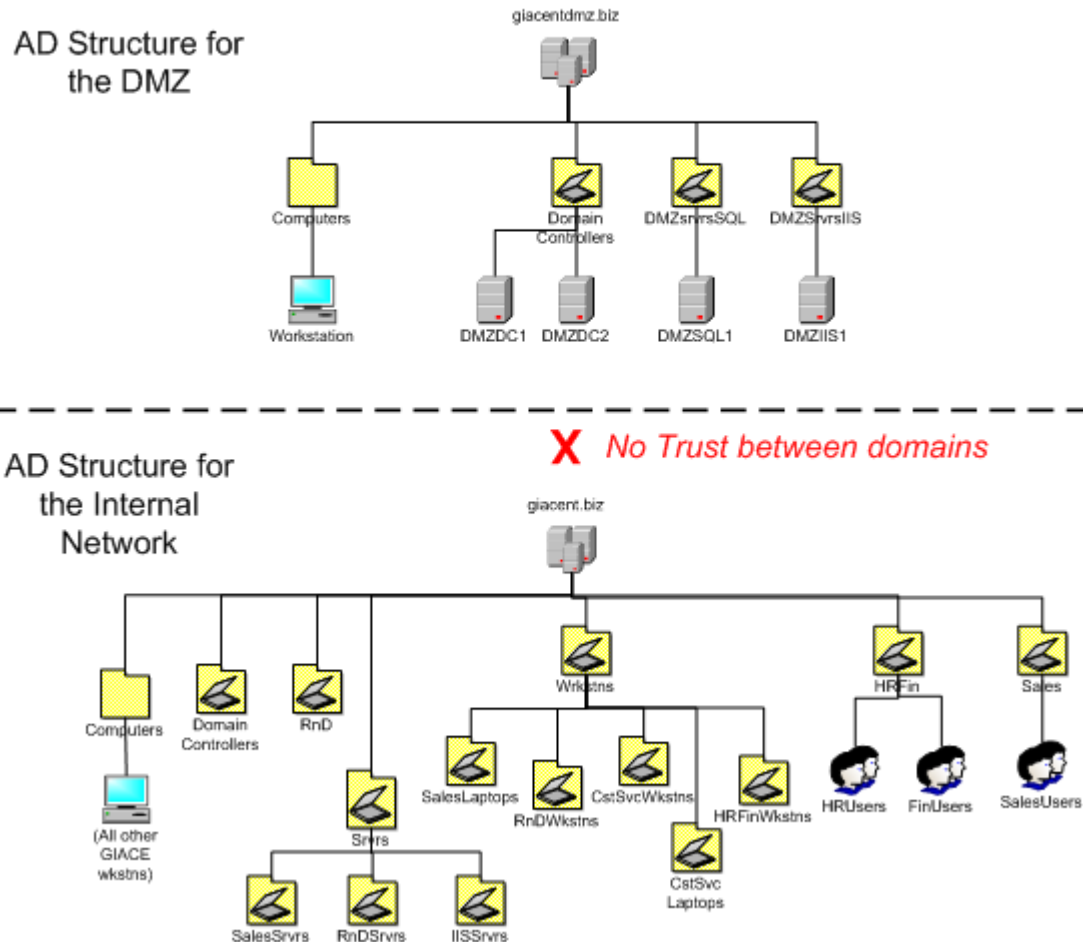 giacentdmz.biz
AD Structure for
the DMZ
Computers
Domain
Controllers
DMZsrvrsSQL
DMZSrvrsIIS
Workstation
DMZDC1
DMZDC2
DMZSQL1
DMZIIS1
X No Trust between domains
AD Structure for
the Internal
Network
giacent.biz
Computers
Domain
Controllers
RnD
Wrkstns
HRFin
Sales
(All other
GIACE
wkstns)
Srvrs
SalesLaptops
RnDWkstns
CstSvcWkstns
HRFinWkstns
CstSvc
Laptops
HRUsers
FinUsers
SalesUsers
SalesSrvrs
RnDSrvrs
IISSrvrs